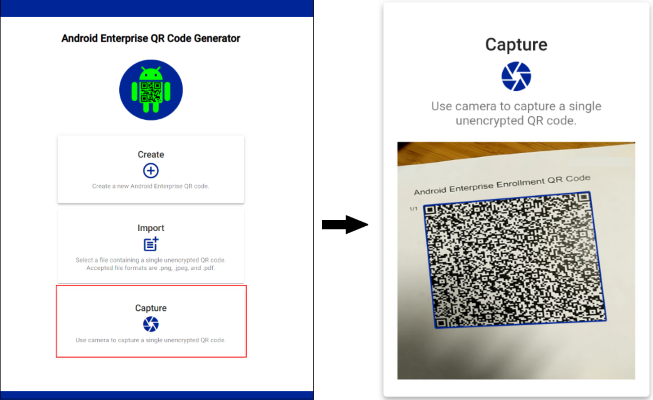 Android Enterprise QR Code Generator
Create
Create a new Android Enterprise QR code.
Import
Select a file containing a single unencrypted QR code.
Accepted file formats are .png, .jpeg, and .pdf.
Capture
Use camera to capture a single unencrypted QR code.
Capture
Use camera to capture a single
unencrypted QR code.
Android Enterprise Enrollment QR Code
1/1